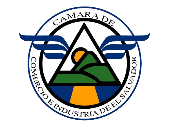 CAMARA DE
COMERCIO E INDUSTRIA DE EL SALVADOR